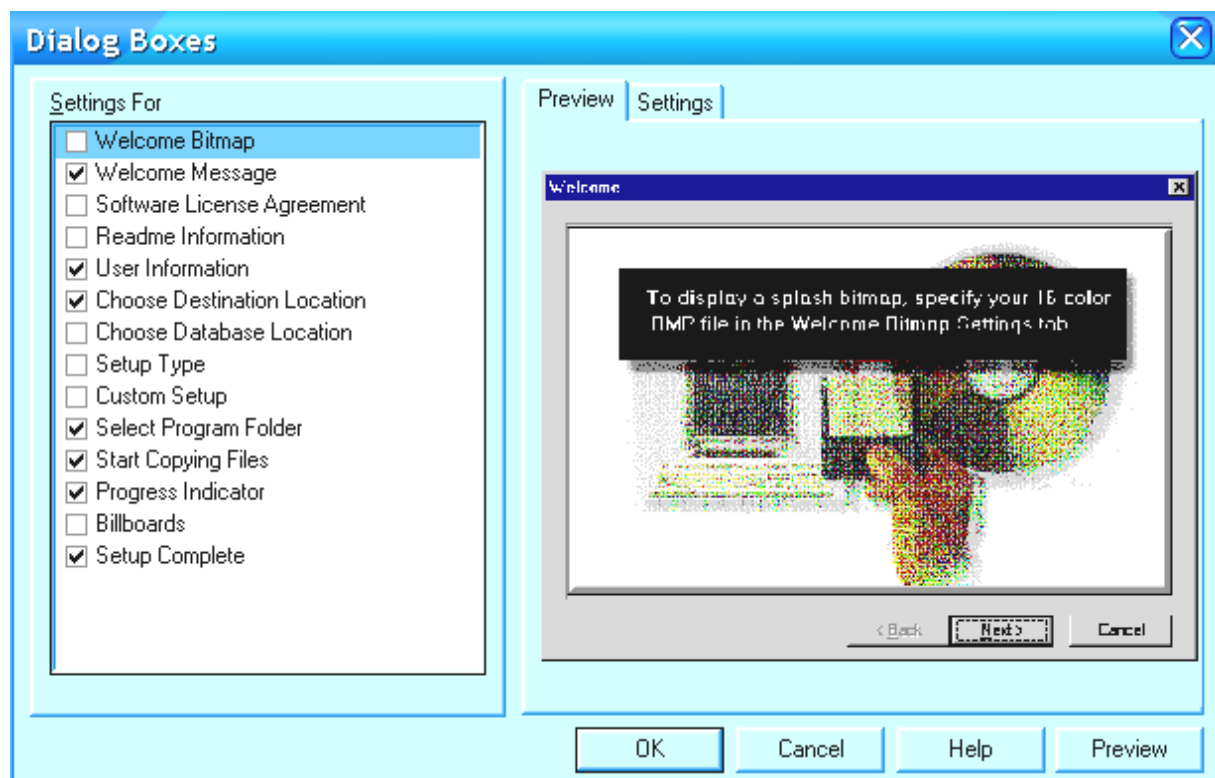 Dialog Boxes
Settings For
Welcome Bitmap
Welcome Message
Software License Agreement
Readme Information
User Information
Choose Destination Location
Choose Database Location
Setup Type
Custom Setup
Select Program Folder
Start Copying Files
Progress Indicator
Billboards
Setup Complete
Preview
Settings
Welcome
To display a splash bitmap, specify your 16 color
BMP file in the Welcome Bitmap Settings tab
< Back
Next >
Cancel
OK
Cancel
Help
Preview